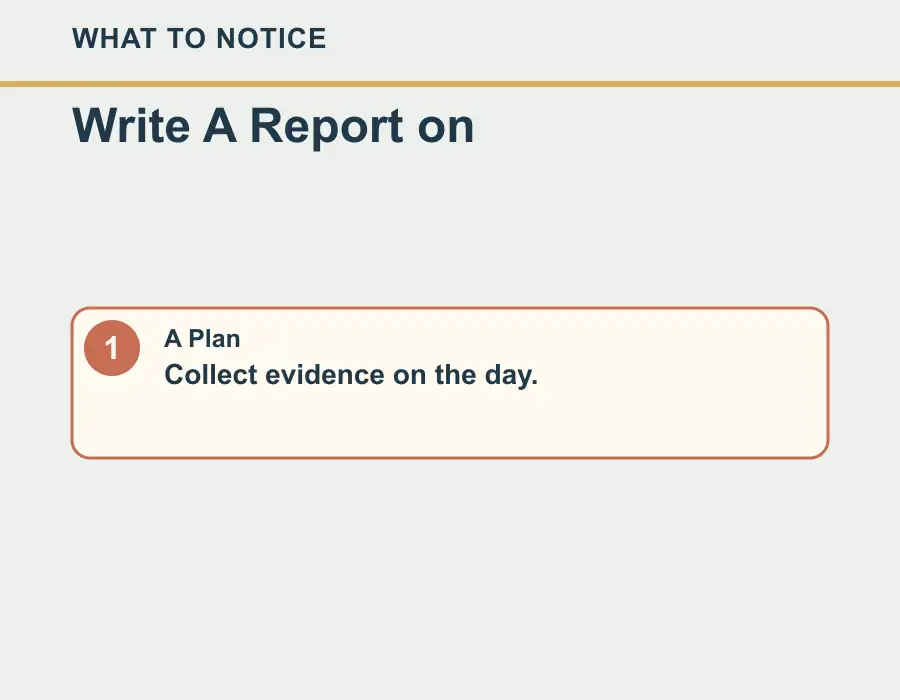 WHAT TO NOTICE
Write A Report on
1
A Plan
Collect evidence on the day.